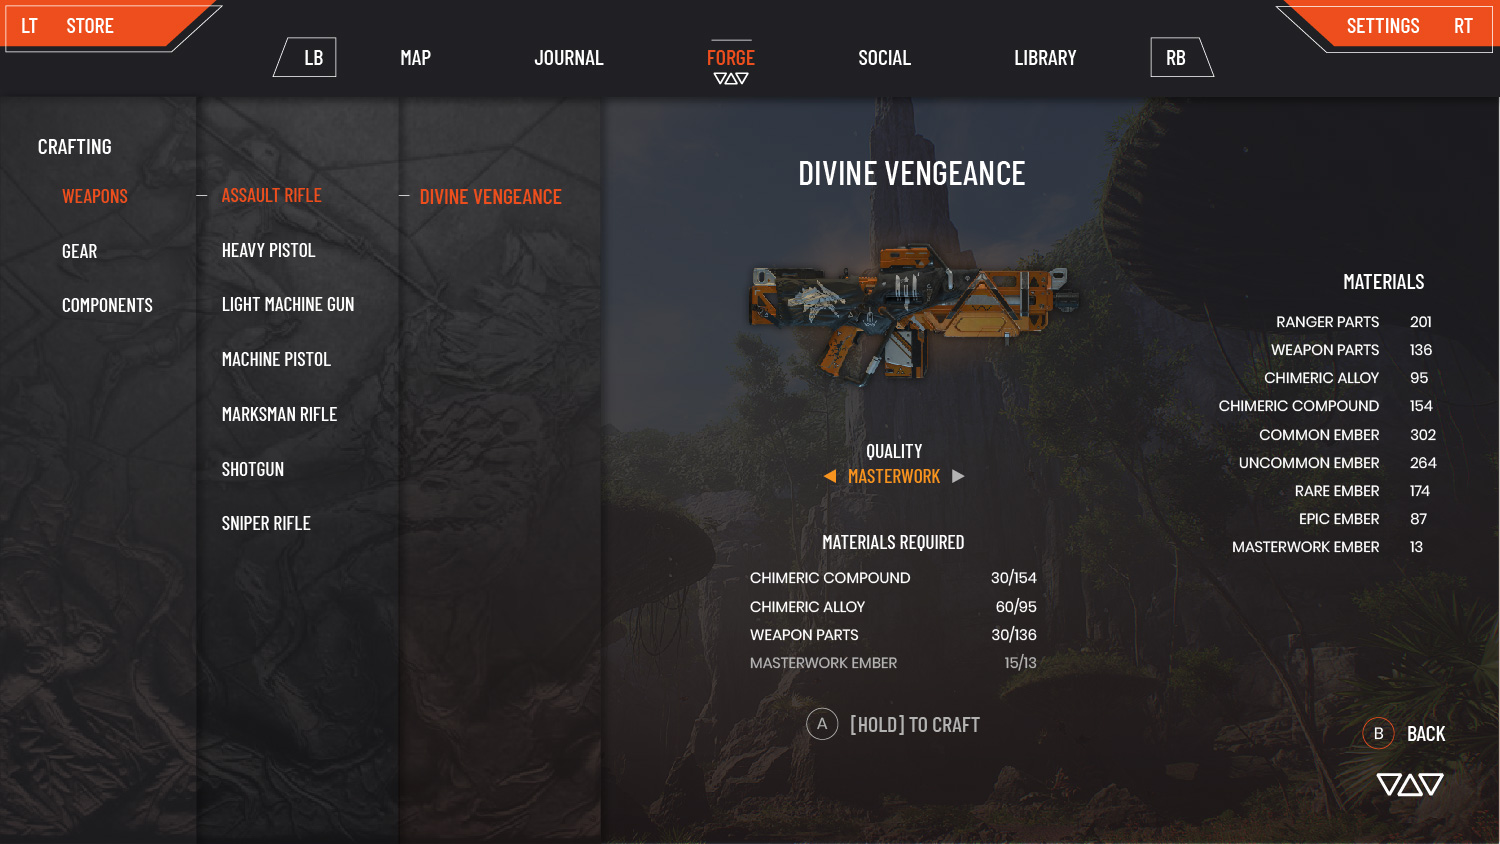 LT STORE
SETTINGS RT
LB MAP JOURNAL FORGE SOCIAL LIBRARY RB
CRAFTING
WEAPONS
GEAR
COMPONENTS
ASSAULT RIFLE
HEAVY PISTOL
LIGHT MACHINE GUN
MACHINE PISTOL
MARKSMAN RIFLE
SHOTGUN
SNIPER RIFLE
DIVINE VENGEANCE
DIVINE VENGEANCE
QUALITY
MASTERWORK
MATERIALS REQUIRED
CHIMERIC COMPOUND 30/154
CHIMERIC ALLOY 60/95
WEAPON PARTS 30/136
MASTERWORK EMBER 15/13
A [HOLD] TO CRAFT
MATERIALS
RANGER PARTS 201
WEAPON PARTS 136
CHIMERIC ALLOY 95
CHIMERIC COMPOUND 154
COMMON EMBER 302
UNCOMMON EMBER 264
RARE EMBER 174
EPIC EMBER 87
MASTERWORK EMBER 13
B BACK